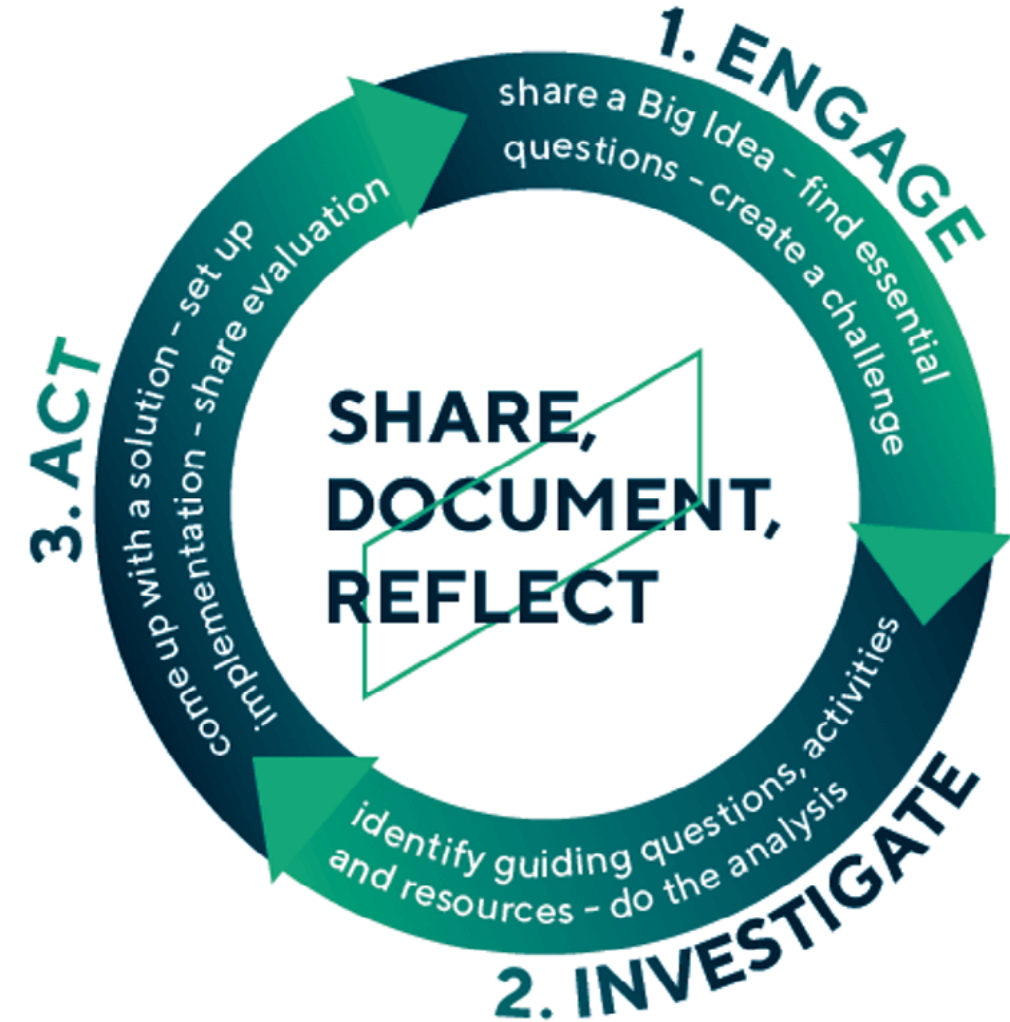 1. ENGAGE
share a Big Idea - find essential
questions - create a challenge
2. INVESTIGATE
identify guiding questions, activities
and resources - do the analysis
3. ACT
come up with a solution - set up
implementation - share evaluation
SHARE,
DOCUMENT,
REFLECT